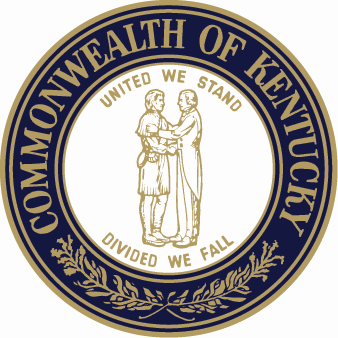 COMMONWEALTH OF KENTUCKY
UNITED WE STAND
DIVIDED WE FALL